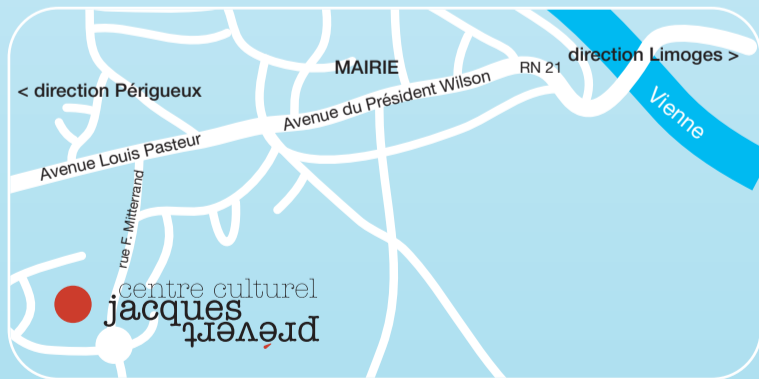 direction Limoges >
MAIRIE
RN 21
< direction Périgueux
Avenue du Président Wilson
Vienne
Avenue Louis Pasteur
rue F. Mitterrand
centre culturel
jacques
prévert